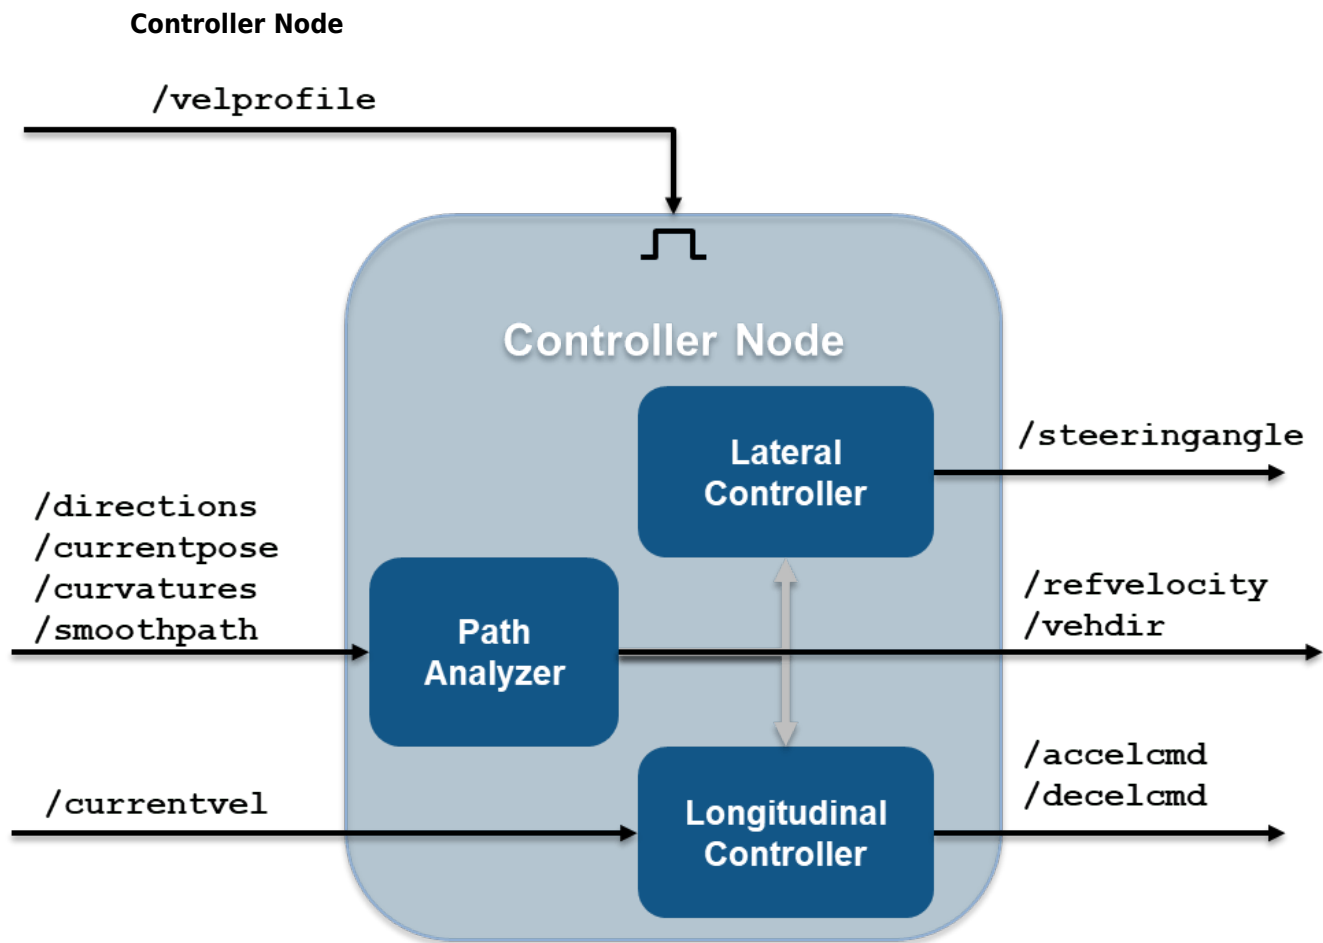 Controller Node
/velprofile
Controller Node
Lateral
Controller
/steeringangle
/directions
/currentpose
/curvatures
/smoothpath
Path
Analyzer
/refvelocity
/vehdir
/currentvel
Longitudinal
Controller
/accelcmd
/decelcmd